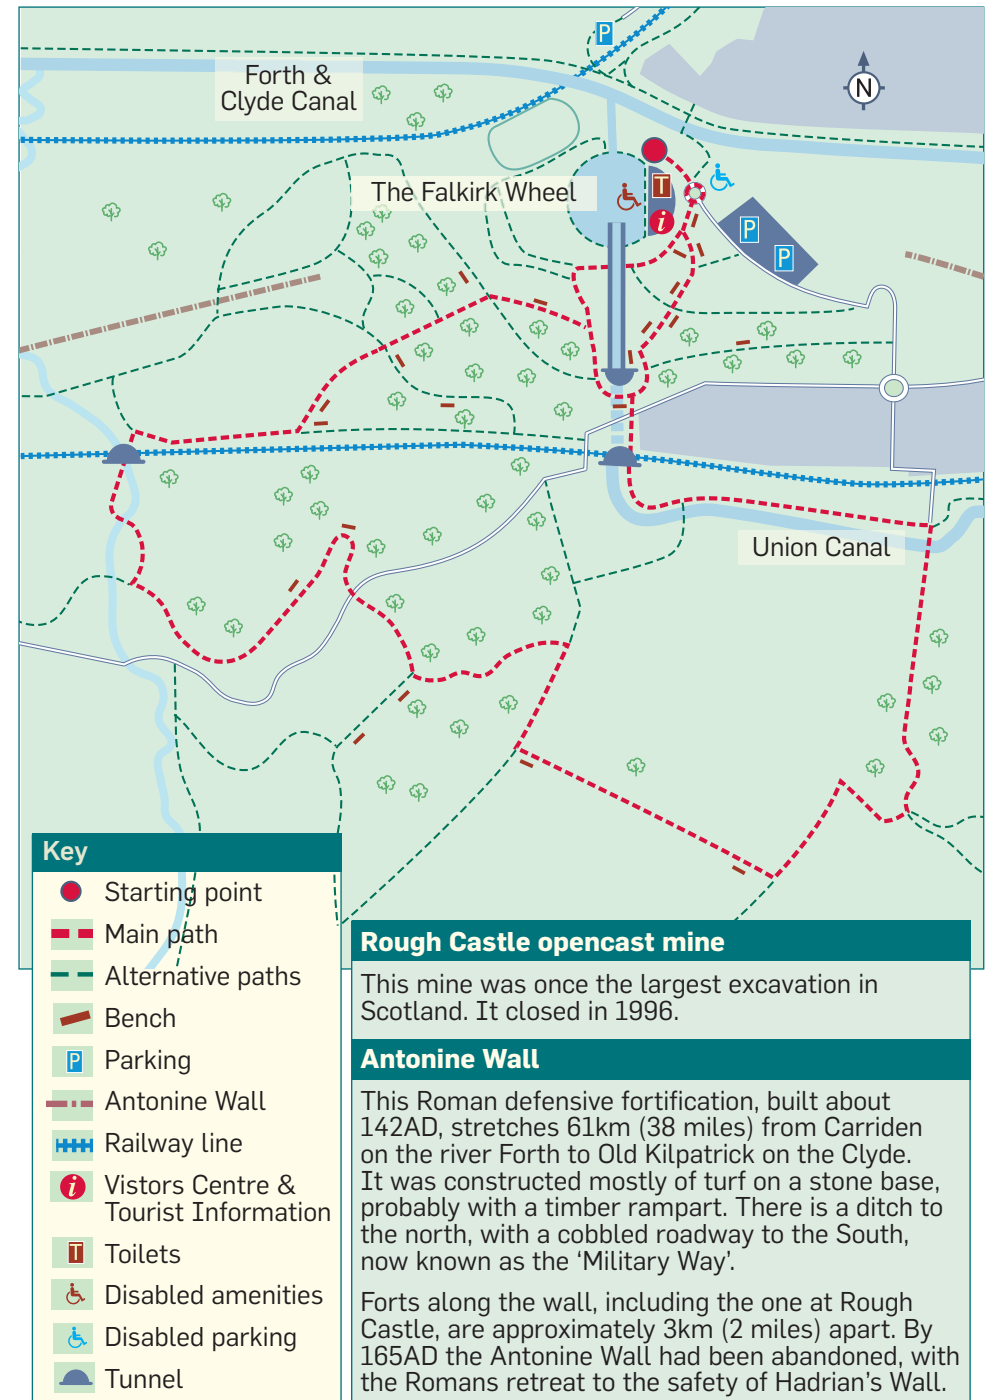 P
Forth &
Clyde Canal
N
The Falkirk Wheel
T
i
P
P
Union Canal
Key
Starting point
Main path
Alternative paths
Bench
P Parking
Antonine Wall
Railway line
i Vistors Centre &
Tourist Information
T Toilets
Disabled amenities
Disabled parking
Tunnel
Rough Castle opencast mine
This mine was once the largest excavation in
Scotland. It closed in 1996.
Antonine Wall
This Roman defensive fortification, built about
142AD, stretches 61km (38 miles) from Carriden
on the river Forth to Old Kilpatrick on the Clyde.
It was constructed mostly of turf on a stone base,
probably with a timber rampart. There is a ditch to
the north, with a cobbled roadway to the South,
now known as the ‘Military Way’.
Forts along the wall, including the one at Rough
Castle, are approximately 3km (2 miles) apart. By
165AD the Antonine Wall had been abandoned, with
the Romans retreat to the safety of Hadrian’s Wall.